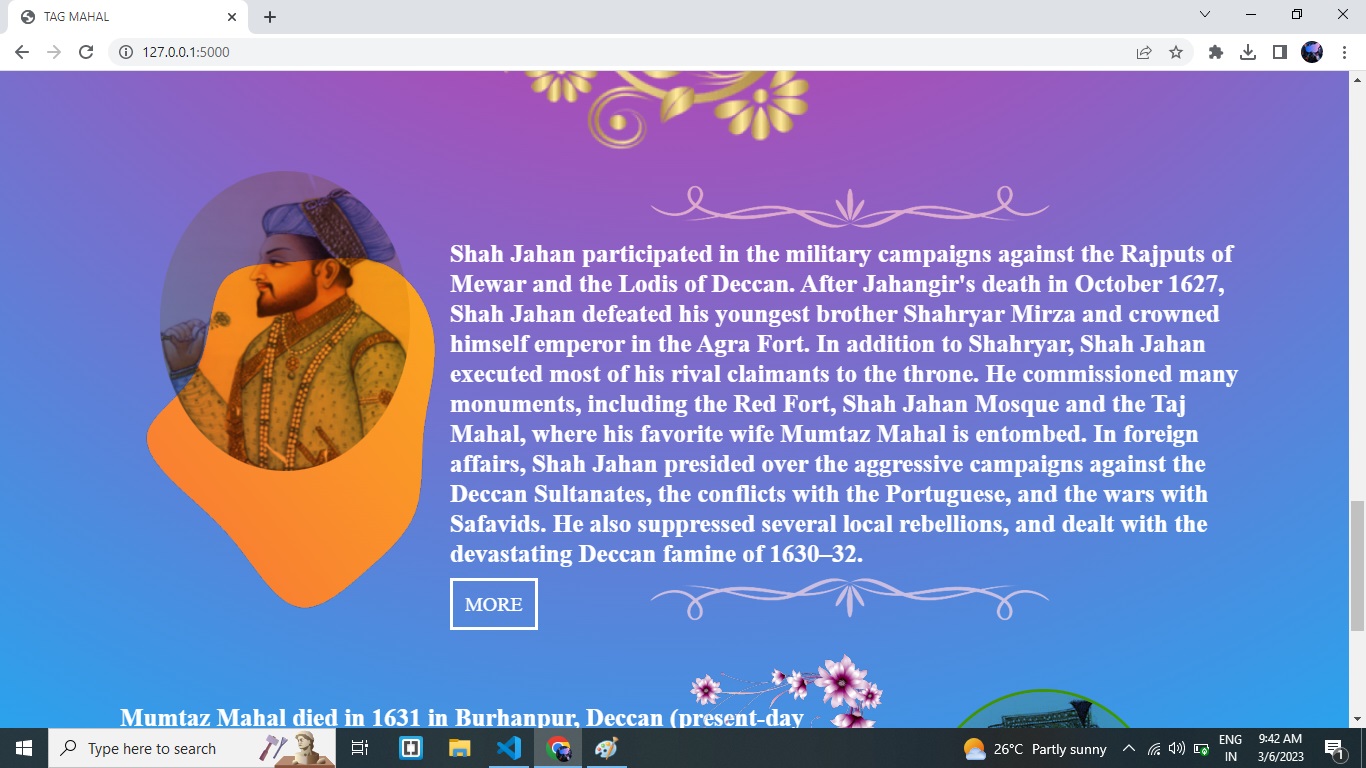 TAG MAHAL
127.0.0.1:5000
Shah Jahan participated in the military campaigns against the Rajputs of
Mewar and the Lodis of Deccan. After Jahangir's death in October 1627,
Shah Jahan defeated his youngest brother Shahryar Mirza and crowned
himself emperor in the Agra Fort. In addition to Shahryar, Shah Jahan
executed most of his rival claimants to the throne. He commissioned many
monuments, including the Red Fort, Shah Jahan Mosque and the Taj
Mahal, where his favorite wife Mumtaz Mahal is entombed. In foreign
affairs, Shah Jahan presided over the aggressive campaigns against the
Deccan Sultanates, the conflicts with the Portuguese, and the wars with
Safavids. He also suppressed several local rebellions, and dealt with the
devastating Deccan famine of 1630–32.
MORE
Mumtaz Mahal died in 1631 in Burhanpur, Deccan (present-day
Type here to search
26°C Partly sunny
ENG
IN
9:42 AM
3/6/2023
1